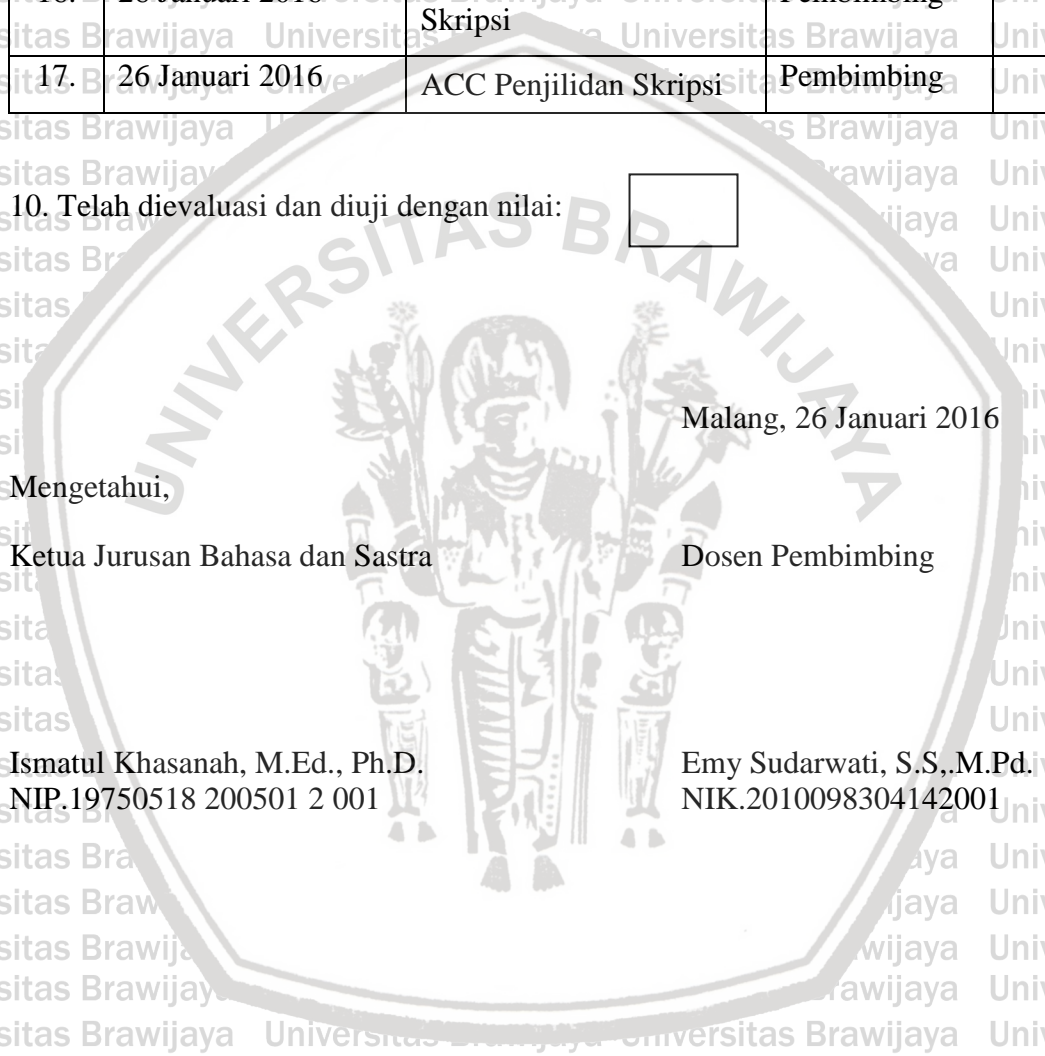 Skripsi
17. 26 Januari 2016 ACC Penjilidan Skripsi Pembimbing
10. Telah dievaluasi dan diuji dengan nilai:
UNIVERSITAS BRAWIJAYA
Malang, 26 Januari 2016
Mengetahui,
Ketua Jurusan Bahasa dan Sastra Dosen Pembimbing
Ismatul Khasanah, M.Ed., Ph.D. Emy Sudarwati, S.S,.M.Pd.
NIP.19750518 200501 2 001 NIK.2010098304142001